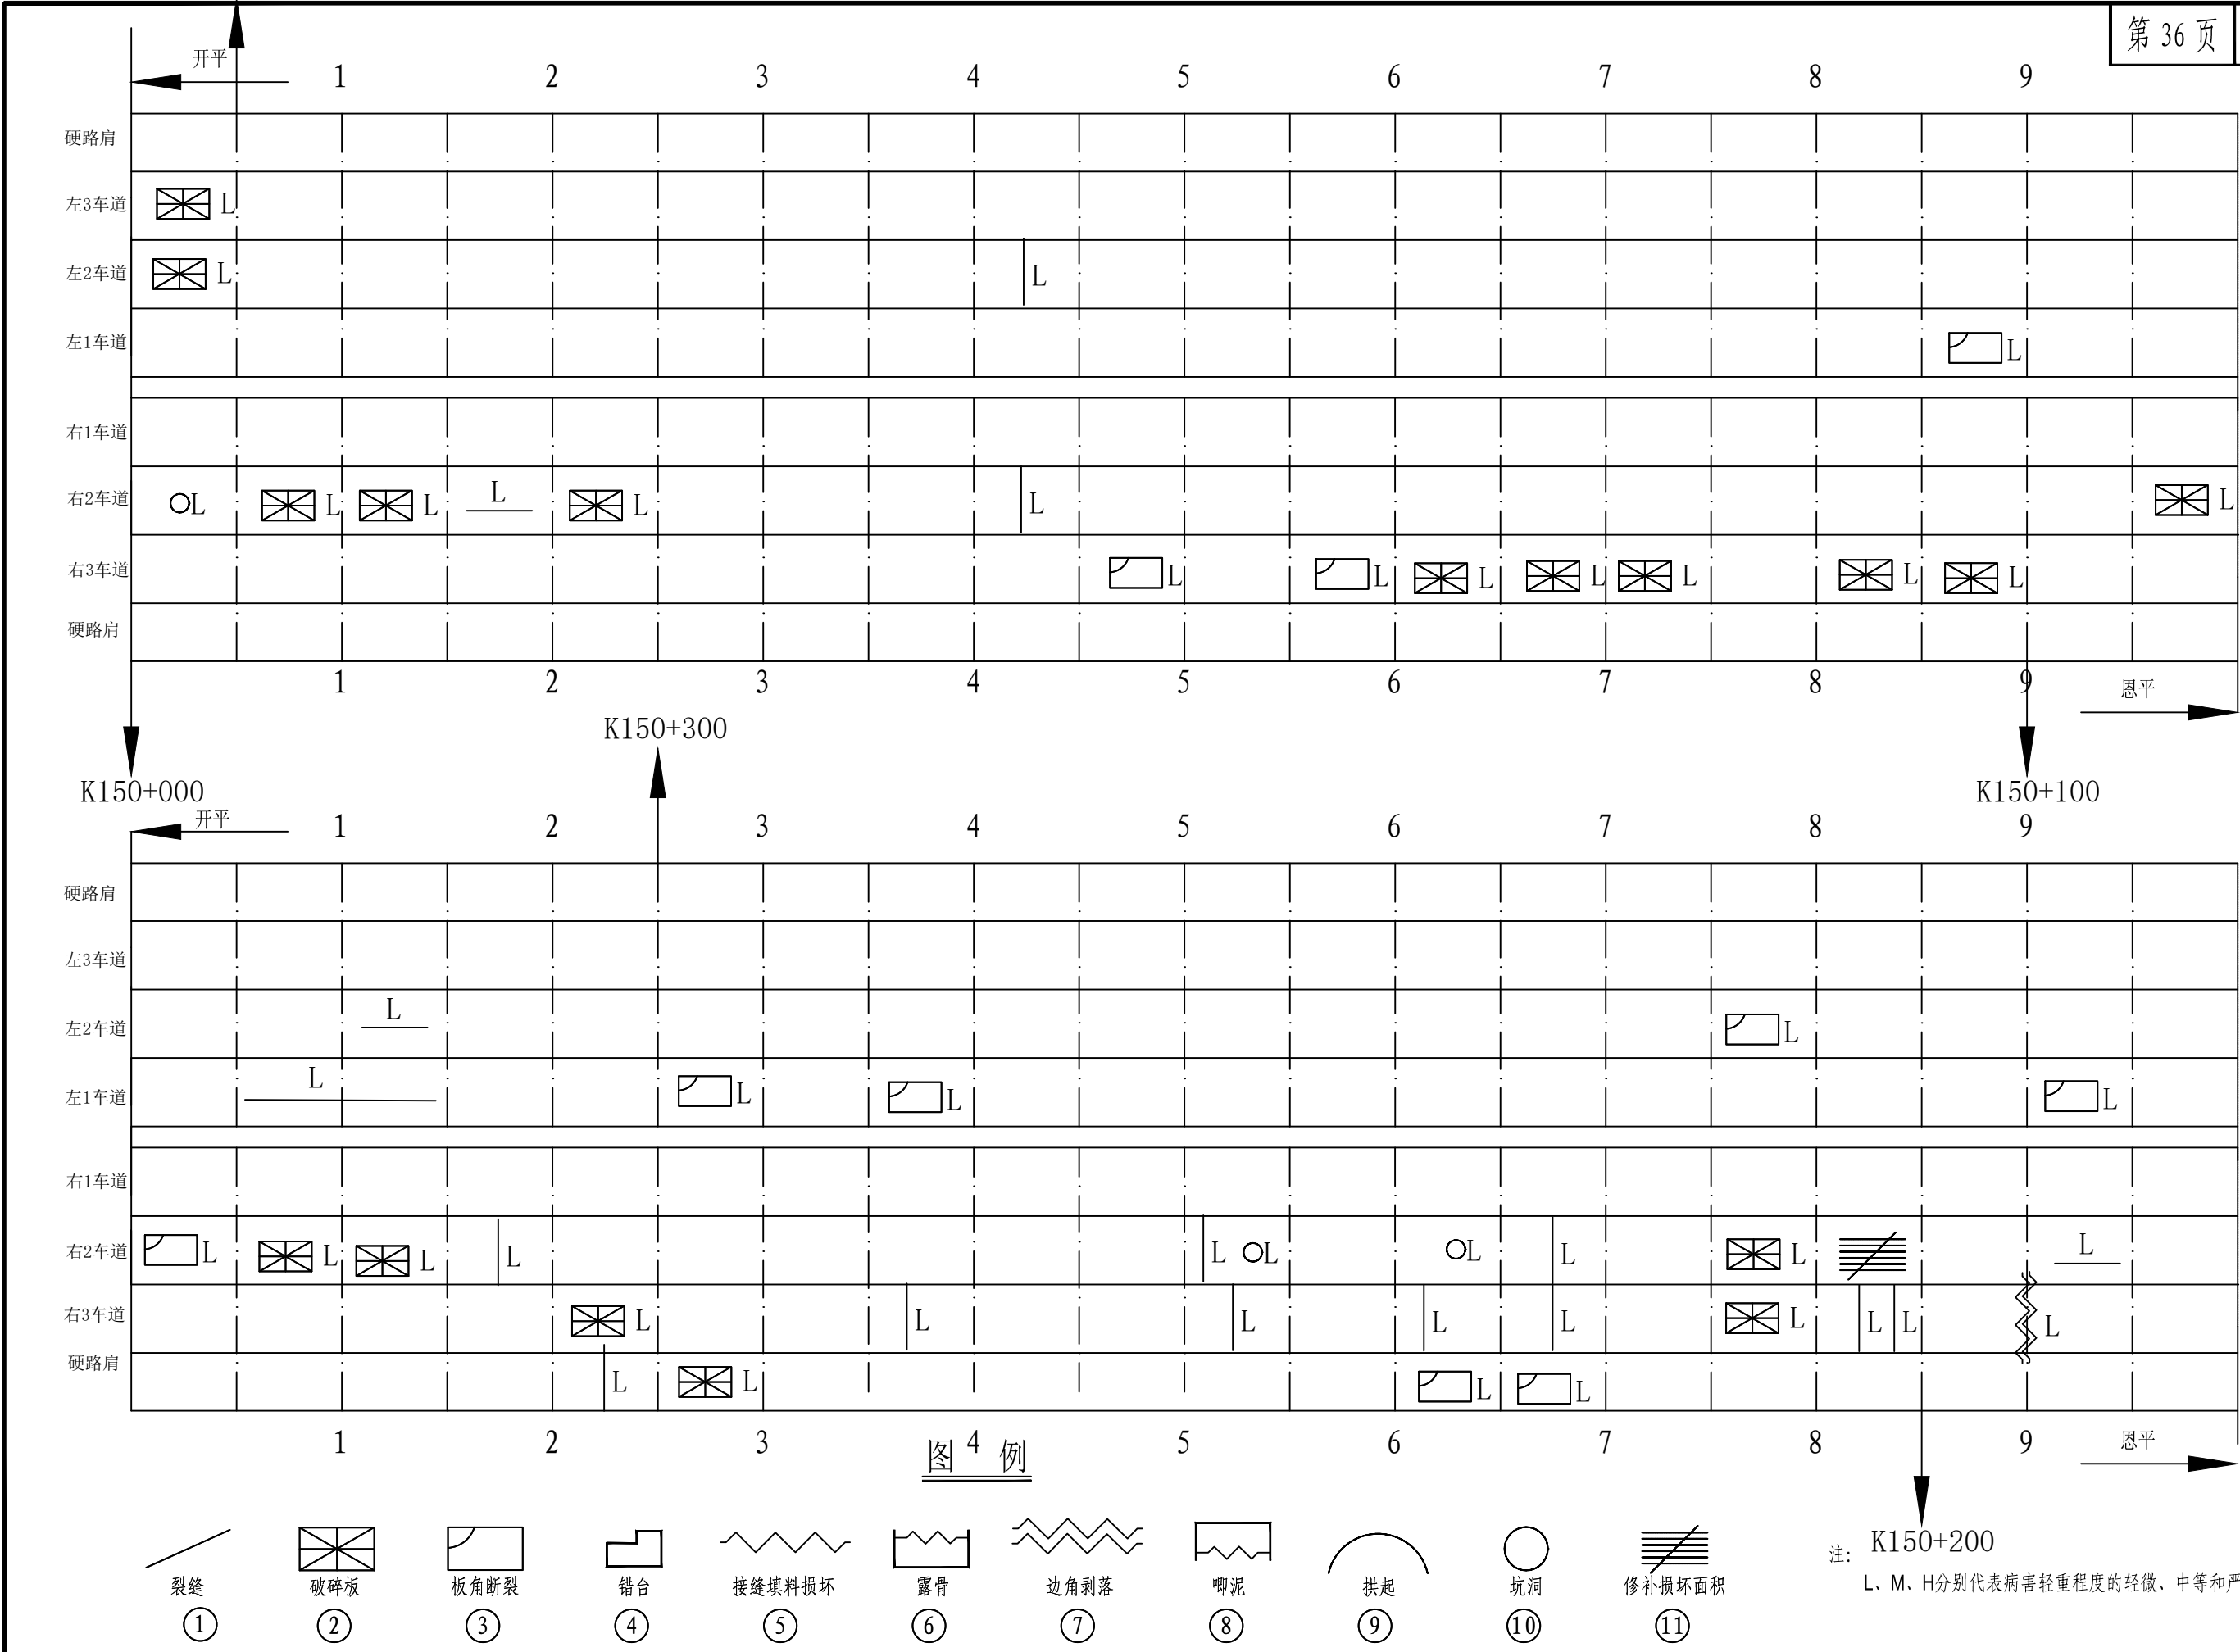 第 36 页
开平
1 2 3 4 5 6 7 8 9
硬路肩
左3车道 L
左2车道 L L
左1车道 L
右1车道
右2车道 L L L L L L L
右3车道 L L L L L L L
硬路肩
1 2 3 4 5 6 7 8 9 恩平
K150+300
K150+000 K150+100
开平
1 2 3 4 5 6 7 8 9
硬路肩
左3车道
左2车道 L L
左1车道 L L L L
右1车道
右2车道 L L L L L L L L L L
右3车道 L L L L L L L L L
硬路肩 L L L L
1 2 3 4 5 6 7 8 9 恩平
图 例
K150+200
注:
L、M、H分别代表病害轻重程度的轻微、中等和严
裂缝 破碎板 板角断裂 错台 接缝填料损坏 露骨 边角剥落 唧泥 拱起 坑洞 修补损坏面积
1 2 3 4 5 6 7 8 9 10 11